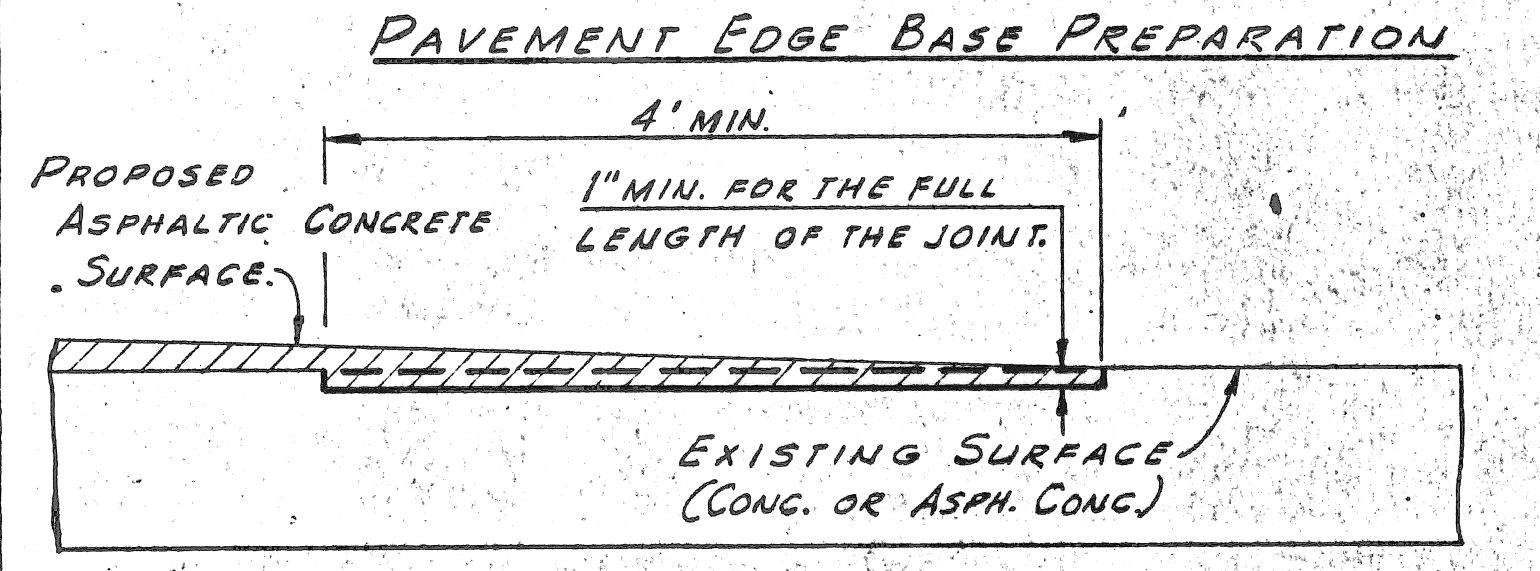 PAVEMENT EDGE BASE PREPARATION
4' MIN.
PROPOSED
ASPHALTIC CONCRETE
SURFACE.
1" MIN. FOR THE FULL
LENGTH OF THE JOINT.
EXISTING SURFACE
(CONC. OR ASPH. CONC.)